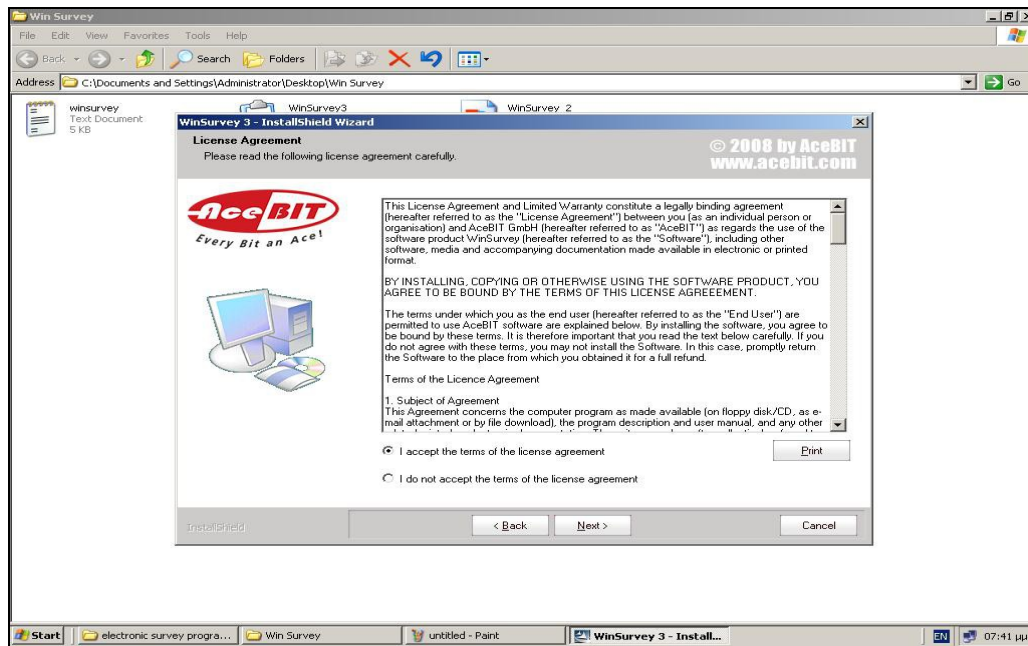 Win Survey
File Edit View Favorites Tools Help
Back Search Folders
Address C:\Documents and Settings\Administrator\Desktop\Win Survey Go
winsurvey
Text Document
5 KB
WinSurvey3
WinSurvey 2
WinSurvey 3 - InstallShield Wizard
License Agreement
Please read the following license agreement carefully.
© 2008 by AceBIT
www.acebit.com
AceBIT
Every Bit an Ace!
This License Agreement and Limited Warranty constitute a legally binding agreement
(hereafter referred to as the "License Agreement") between you (as an individual person or
organisation) and AceBIT GmbH (hereafter referred to as "AceBIT") as regards the use of the
software product WinSurvey (hereafter referred to as the "Software"), including other
software, media and accompanying documentation made available in electronic or printed
format.
BY INSTALLING, COPYING OR OTHERWISE USING THE SOFTWARE PRODUCT, YOU
AGREE TO BE BOUND BY THE TERMS OF THIS LICENSE AGREEEMENT.
The terms under which you as the end user (hereafter referred to as the "End User") are
permitted to use AceBIT software are explained below. By installing the software, you agree to
be bound by these terms. It is therefore important that you read the text below carefully. If you
do not agree with these terms, you may not install the Software. In this case, promptly return
the Software to the place from which you obtained it for a full refund.
Terms of the Licence Agreement
1. Subject of Agreement
This Agreement concerns the computer program as made available (on floppy disk/CD, as e-
mail attachment or by file download), the program description and user manual, and any other
I accept the terms of the license agreement
Print
I do not accept the terms of the license agreement
InstallShield
< Back Next > Cancel
Start electronic survey progra... Win Survey untitled - Paint WinSurvey 3 - Install... EN 07:41 μμ